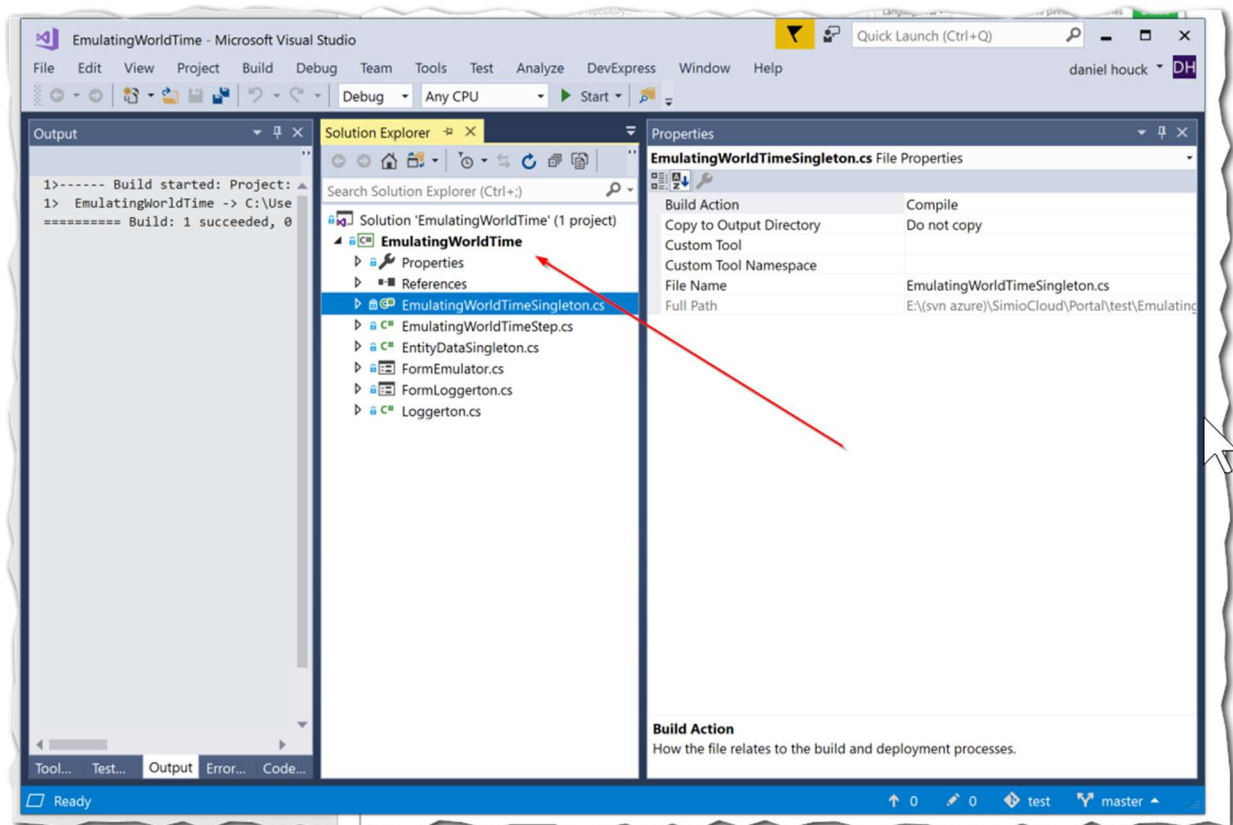 EmulatingWorldTime - Microsoft Visual Studio
Quick Launch (Ctrl+Q)
File Edit View Project Build Debug Team Tools Test Analyze DevExpress Window Help
daniel houck DH
Debug Any CPU Start
Output
1>------ Build started: Project:
1> EmulatingWorldTime -> C:\Use
========== Build: 1 succeeded, 0
Tool... Test... Output Error... Code...
Solution Explorer
Search Solution Explorer (Ctrl+;)
Solution 'EmulatingWorldTime' (1 project)
C# EmulatingWorldTime
Properties
References
C# EmulatingWorldTimeSingleton.cs
C# EmulatingWorldTimeStep.cs
C# EntityDataSingleton.cs
FormEmulator.cs
FormLoggerton.cs
C# Loggerton.cs
Properties
EmulatingWorldTimeSingleton.cs File Properties
Build Action Compile
Copy to Output Directory Do not copy
Custom Tool
Custom Tool Namespace
File Name EmulatingWorldTimeSingleton.cs
Full Path E:\(svn azure)\SimioCloud\Portal\test\Emulating
Build Action
How the file relates to the build and deployment processes.
Ready
0 0 test master